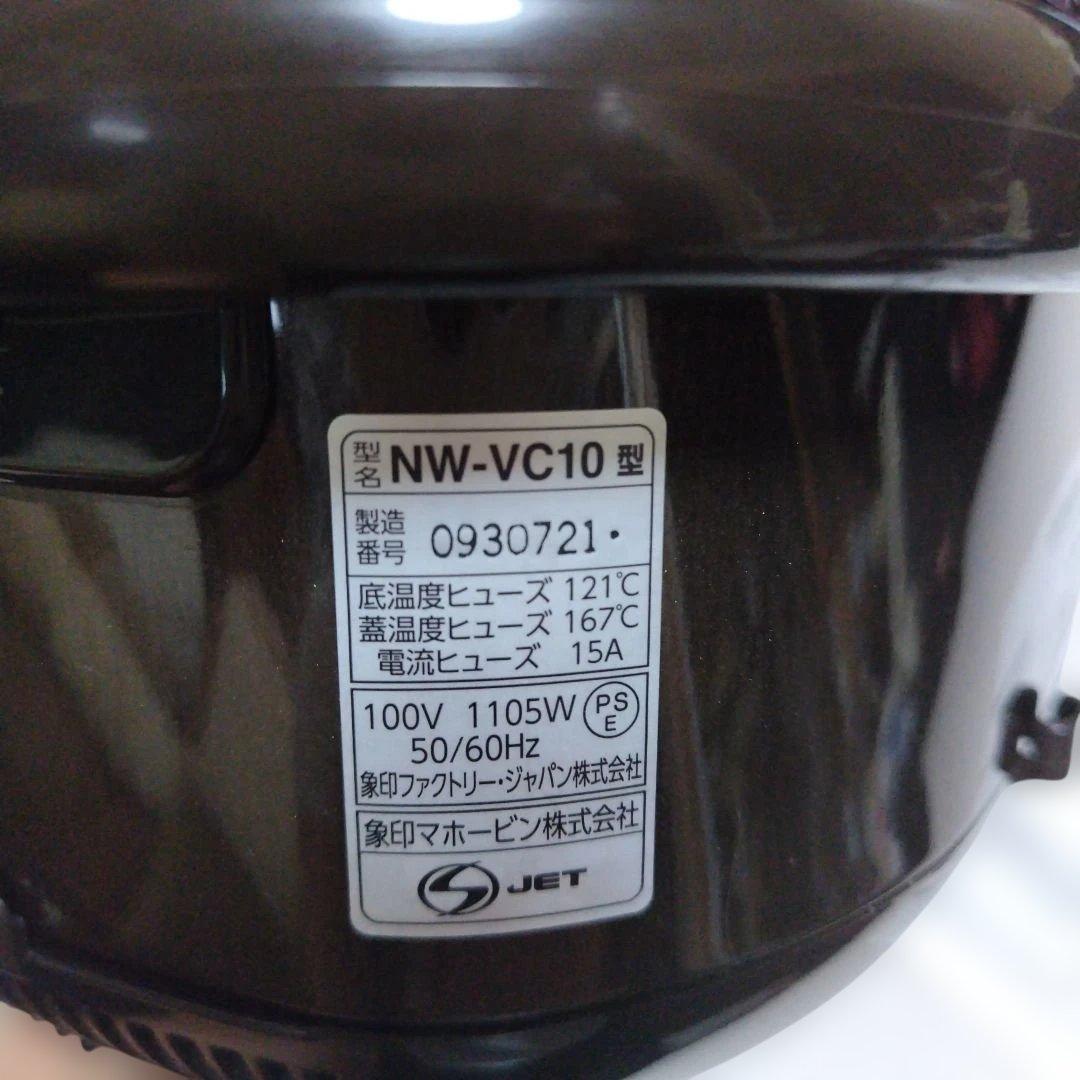 型名 NW-VC10 型
製造番号 0930721・
底温度ヒューズ 121℃
蓋温度ヒューズ 167℃
電流ヒューズ 15A
100V 1105W PSE
50/60Hz
象印ファクトリー・ジャパン株式会社
象印マホービン株式会社
S JET